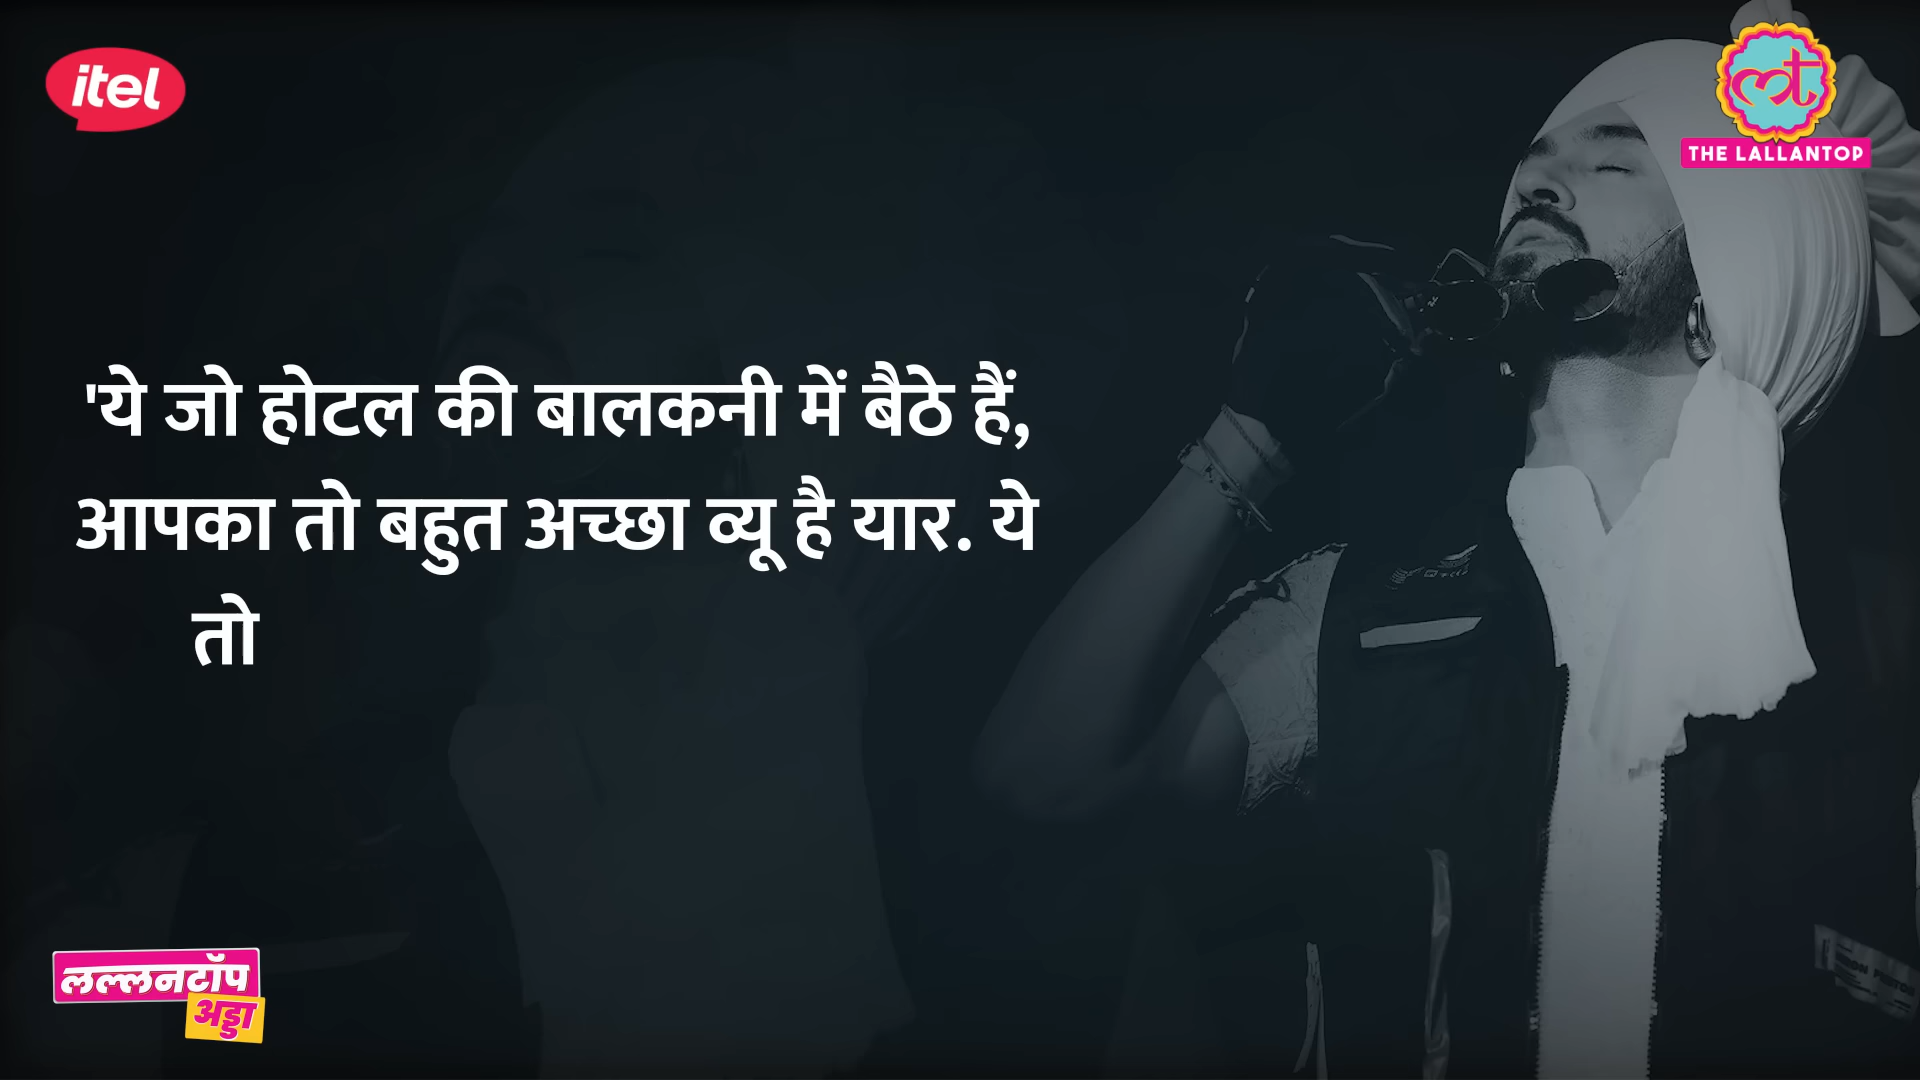 itel
THE LALLANTOP
'ये जो होटल की बालकनी में बैठे हैं,
आपका तो बहुत अच्छा व्यू है यार. ये
तो
लल्लनटॉप
अड्डा